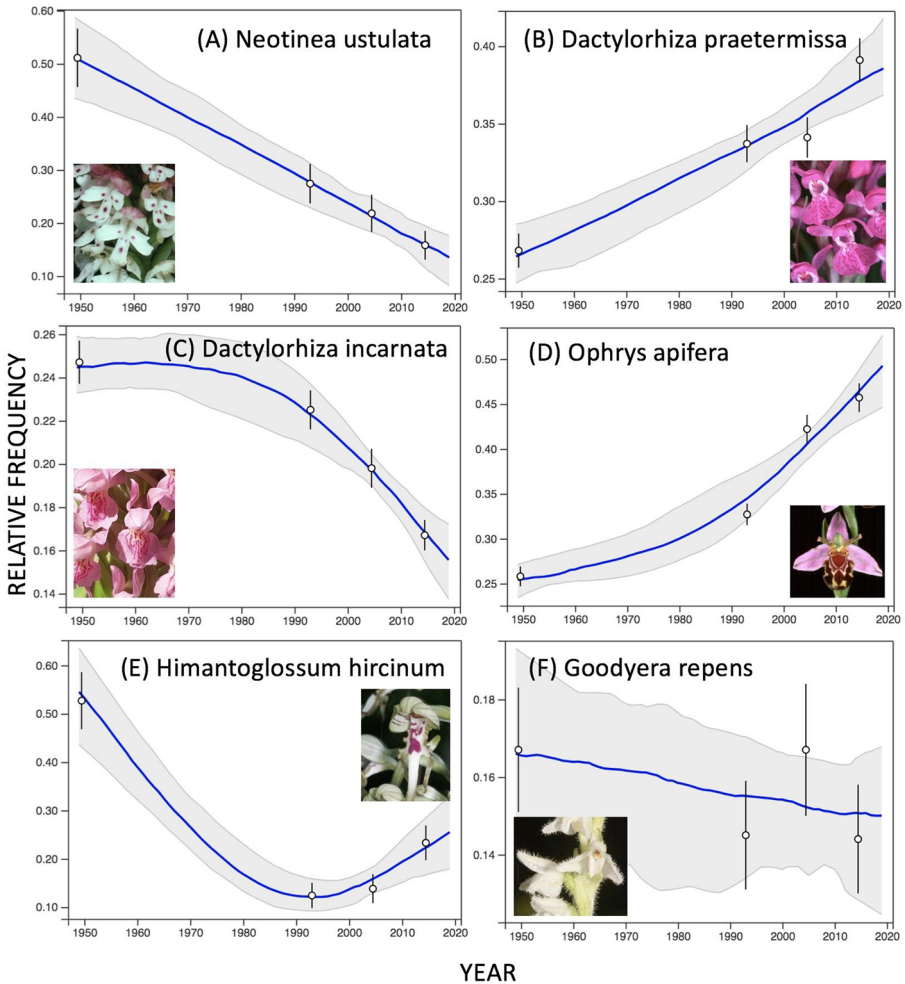 (A) Neotinea ustulata
0.60
0.50
0.40
0.30
0.20
0.10
1950 1960 1970 1980 1990 2000 2010 2020
(B) Dactylorhiza praetermissa
0.40
0.35
0.30
0.25
1950 1960 1970 1980 1990 2000 2010 2020
RELATIVE FREQUENCY
(C) Dactylorhiza incarnata
0.26
0.24
0.22
0.20
0.18
0.16
0.14
1950 1960 1970 1980 1990 2000 2010 2020
(D) Ophrys apifera
0.50
0.45
0.40
0.35
0.30
0.25
1950 1960 1970 1980 1990 2000 2010 2020
(E) Himantoglossum hircinum
0.60
0.50
0.40
0.30
0.20
0.10
1950 1960 1970 1980 1990 2000 2010 2020
(F) Goodyera repens
0.18
0.16
0.14
1950 1960 1970 1980 1990 2000 2010 2020
YEAR